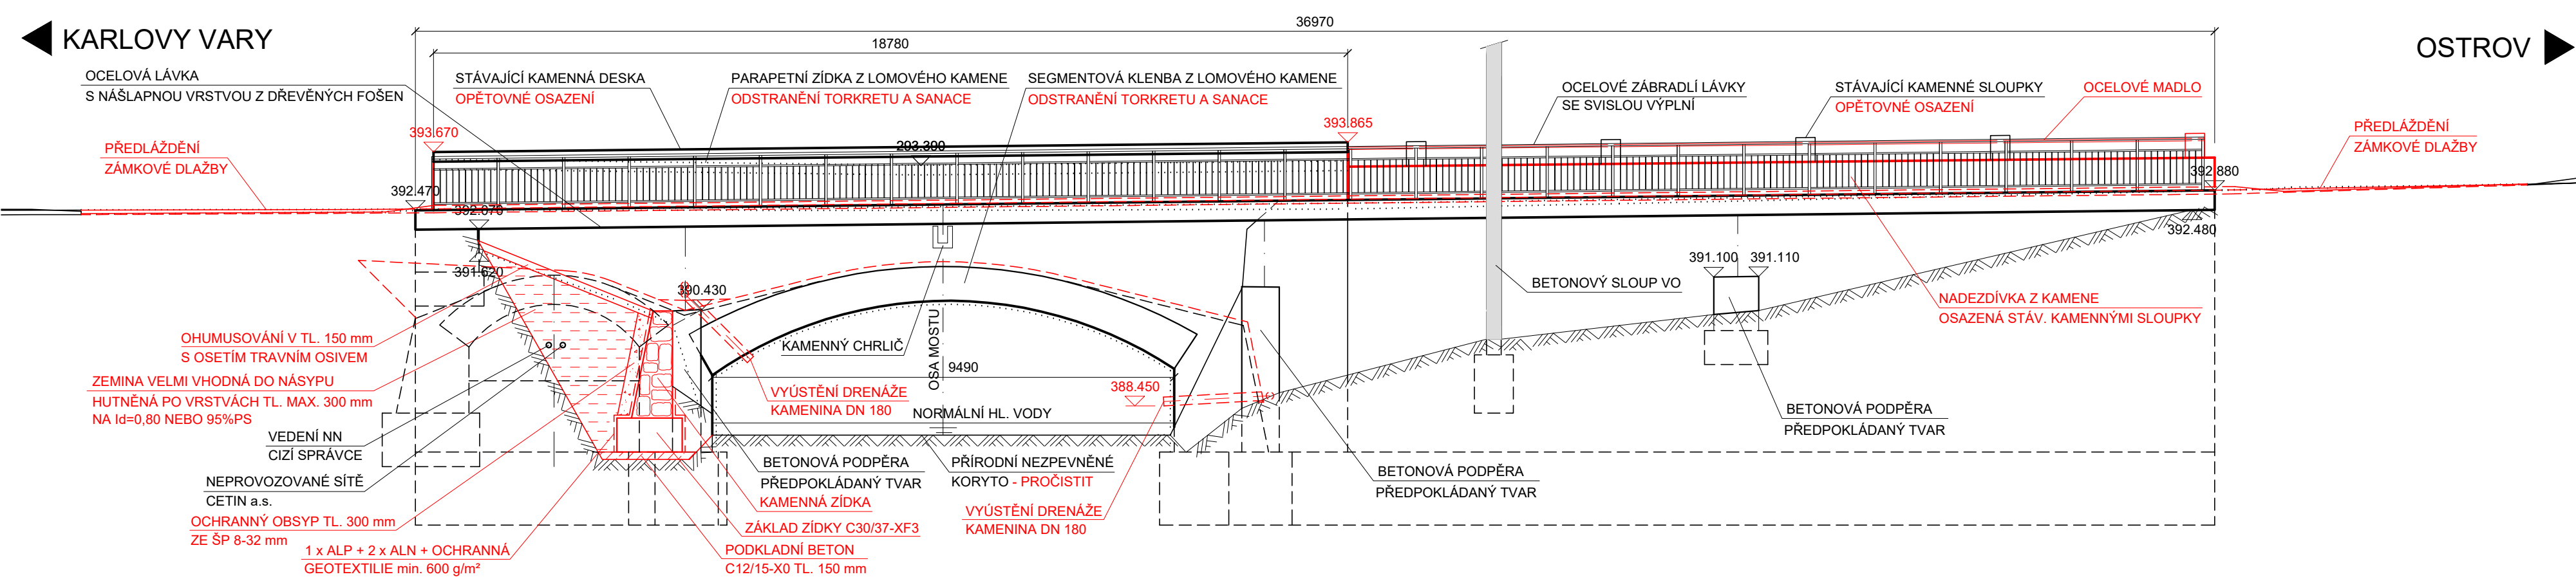 KARLOVY VARY
OSTROV
36970
18780
OCELOVÁ LÁVKA
S NÁŠLAPNOU VRSTVOU Z DŘEVĚNÝCH FOŠEN
STÁVAJÍCÍ KAMENNÁ DESKA
OPĚTOVNÉ OSAZENÍ
PARAPETNÍ ZÍDKA Z LOMOVÉHO KAMENE
ODSTRANĚNÍ TORKRETU A SANACE
SEGMENTOVÁ KLENBA Z LOMOVÉHO KAMENE
ODSTRANĚNÍ TORKRETU A SANACE
OCELOVÉ ZÁBRADLÍ LÁVKY
SE SVISLOU VÝPLNÍ
STÁVAJÍCÍ KAMENNÉ SLOUPKY
OPĚTOVNÉ OSAZENÍ
OCELOVÉ MADLO
PŘEDLÁŽDĚNÍ
ZÁMKOVÉ DLAŽBY
393.670
393.865
293.390
PŘEDLÁŽDĚNÍ
ZÁMKOVÉ DLAŽBY
392.470
392.070
391.620
390.430
392.880
392.480
391.100
391.110
BETONOVÝ SLOUP VO
NADEZDÍVKA Z KAMENE
OSAZENÁ STÁV. KAMENNÝMI SLOUPKY
OHUMUSOVÁNÍ V TL. 150 mm
S OSETÍM TRAVNÍM OSIVEM
ZEMINA VELMI VHODNÁ DO NÁSYPU
HUTNĚNÁ PO VRSTVÁCH TL. MAX. 300 mm
NA Id=0,80 NEBO 95%PS
KAMENNÝ CHRLIČ
OSA MOSTU
9490
388.450
VYÚSTĚNÍ DRENÁŽE
KAMENINA DN 180
NORMÁLNÍ HL. VODY
VEDENÍ NN
CIZÍ SPRÁVCE
NEPROVOZOVANÉ SÍTĚ
CETIN a.s.
OCHRANNÝ OBSYP TL. 300 mm
ZE ŠP 8-32 mm
1 x ALP + 2 x ALN + OCHRANNÁ
GEOTEXTILIE min. 600 g/m²
BETONOVÁ PODPĚRA
PŘEDPOKLÁDANÝ TVAR
KAMENNÁ ZÍDKA
ZÁKLAD ZÍDKY C30/37-XF3
PODKLADNÍ BETON
C12/15-X0 TL. 150 mm
PŘÍRODNÍ NEZPEVNĚNÉ
KORYTO - PROČISTIT
VYÚSTĚNÍ DRENÁŽE
KAMENINA DN 180
BETONOVÁ PODPĚRA
PŘEDPOKLÁDANÝ TVAR
BETONOVÁ PODPĚRA
PŘEDPOKLÁDANÝ TVAR